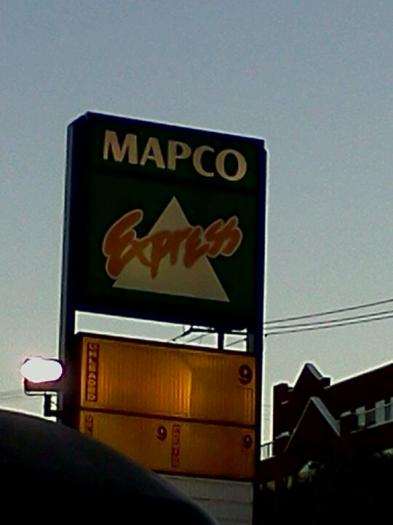 MAPCO
Express
UNLEADED 9
9 9